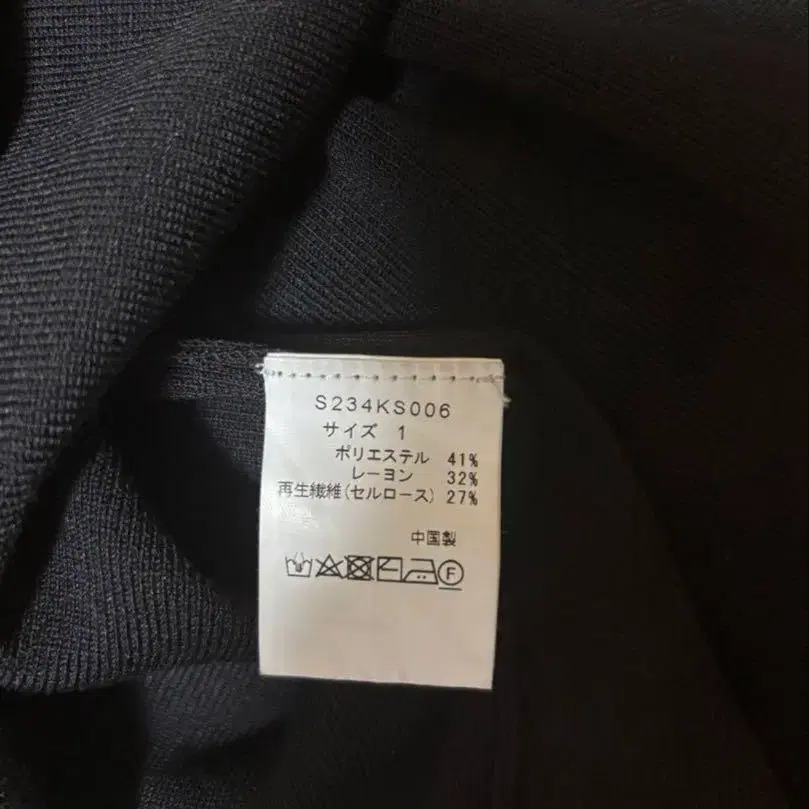 S234KS006
サイズ 1
ポリエステル 41%
レーヨン 32%
再生繊維(セルロース) 27%
中国製
F